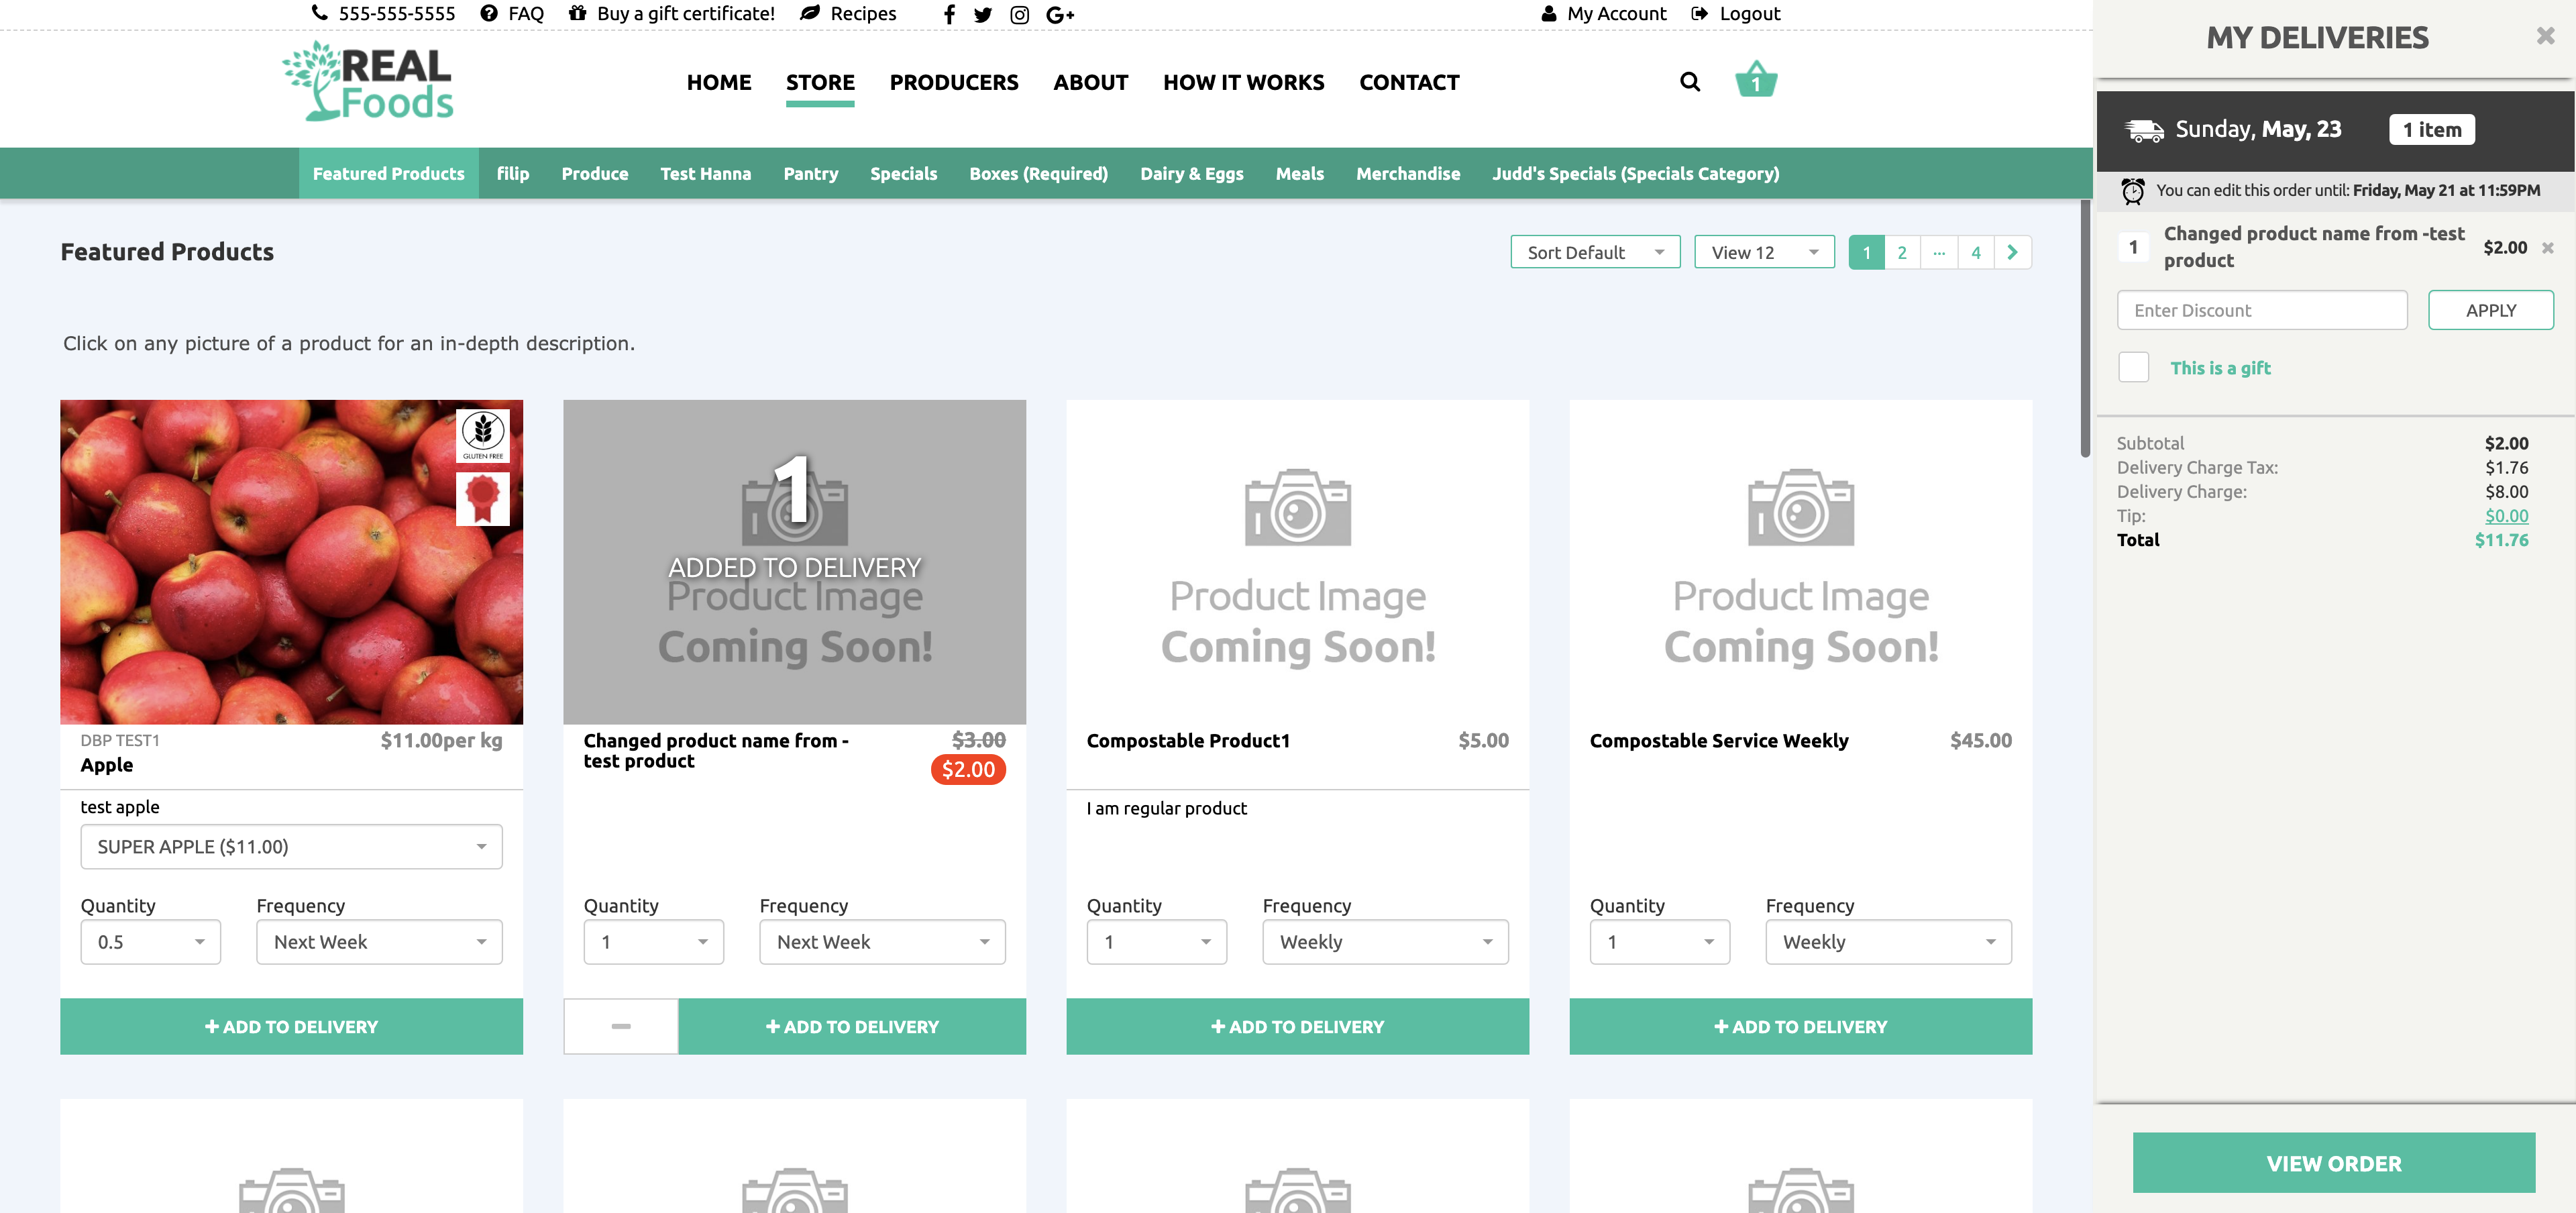 555-555-5555 FAQ Buy a gift certificate! Recipes G+ My Account Logout
REAL
Foods
HOME STORE PRODUCERS ABOUT HOW IT WORKS CONTACT 1
Featured Products filip Produce Test Hanna Pantry Specials Boxes (Required) Dairy & Eggs Meals Merchandise Judd's Specials (Specials Category)
Featured Products
Sort Default View 12 1 2 ... 4
Click on any picture of a product for an in-depth description.
GLUTEN FREE
DBP TEST1 $11.00per kg
Apple
test apple
SUPER APPLE ($11.00)
Quantity Frequency
0.5 Next Week
+ ADD TO DELIVERY
1
ADDED TO DELIVERY
Product Image
Coming Soon!
Changed product name from - $3.00
test product $2.00
Quantity Frequency
1 Next Week
+ ADD TO DELIVERY
Product Image
Coming Soon!
Compostable Product1 $5.00
I am regular product
Quantity Frequency
1 Weekly
+ ADD TO DELIVERY
Product Image
Coming Soon!
Compostable Service Weekly $45.00
Quantity Frequency
1 Weekly
+ ADD TO DELIVERY
MY DELIVERIES
Sunday, May, 23 1 item
You can edit this order until: Friday, May 21 at 11:59PM
1 Changed product name from -test $2.00
product
Enter Discount APPLY
This is a gift
Subtotal $2.00
Delivery Charge Tax: $1.76
Delivery Charge: $8.00
Tip: $0.00
Total $11.76
VIEW ORDER